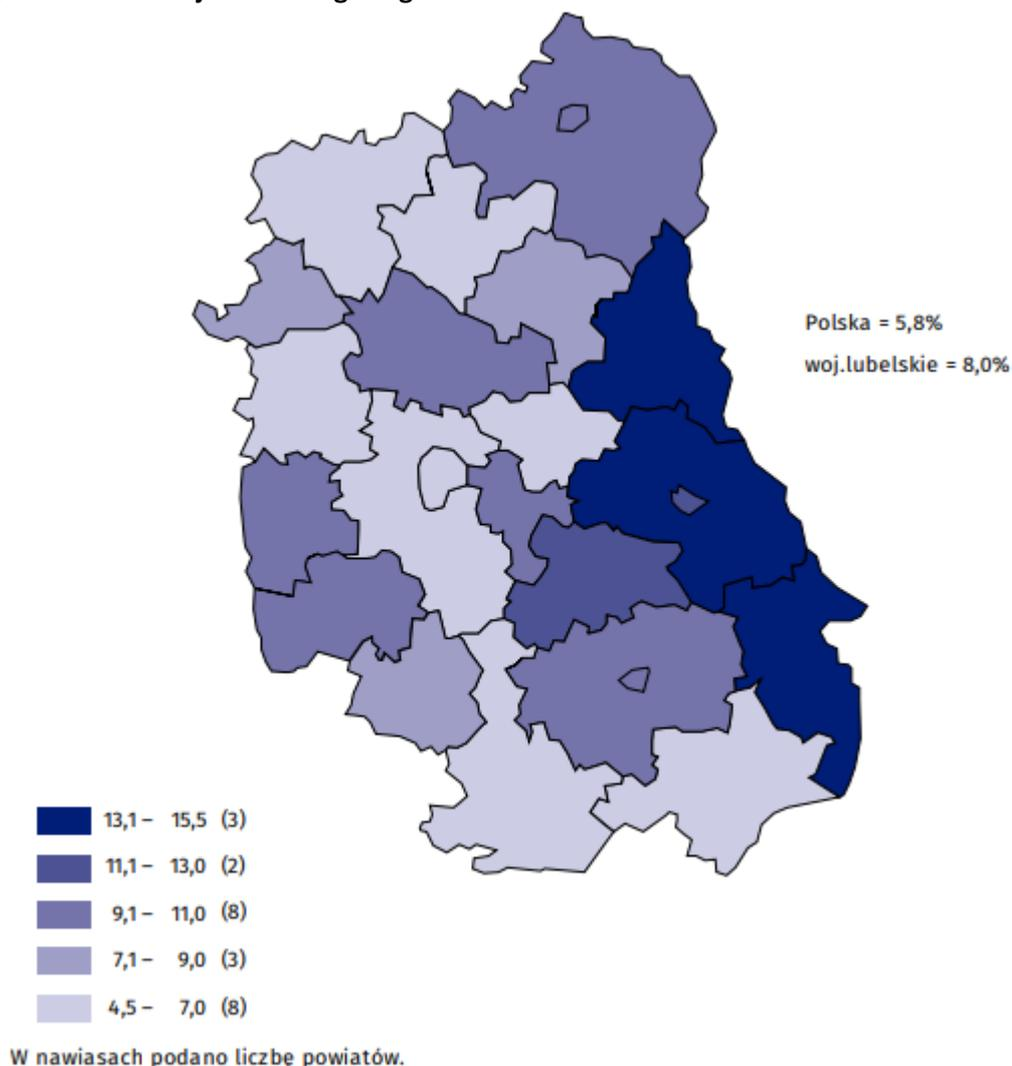 Polska = 5,8%
woj.lubelskie = 8,0%
13,1 – 15,5 (3)
11,1 – 13,0 (2)
9,1 – 11,0 (8)
7,1 – 9,0 (3)
4,5 – 7,0 (8)
W nawiasach podano liczbę powiatów.